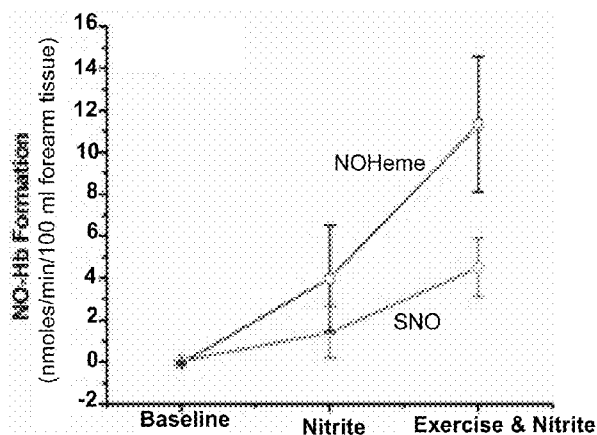 NO-Hb Formation
(nmoles/min/100 ml forearm tissue)
16
14
12
10
8
6
4
2
0
-2
NOHeme
SNO
Baseline
Nitrite
Exercise & Nitrite